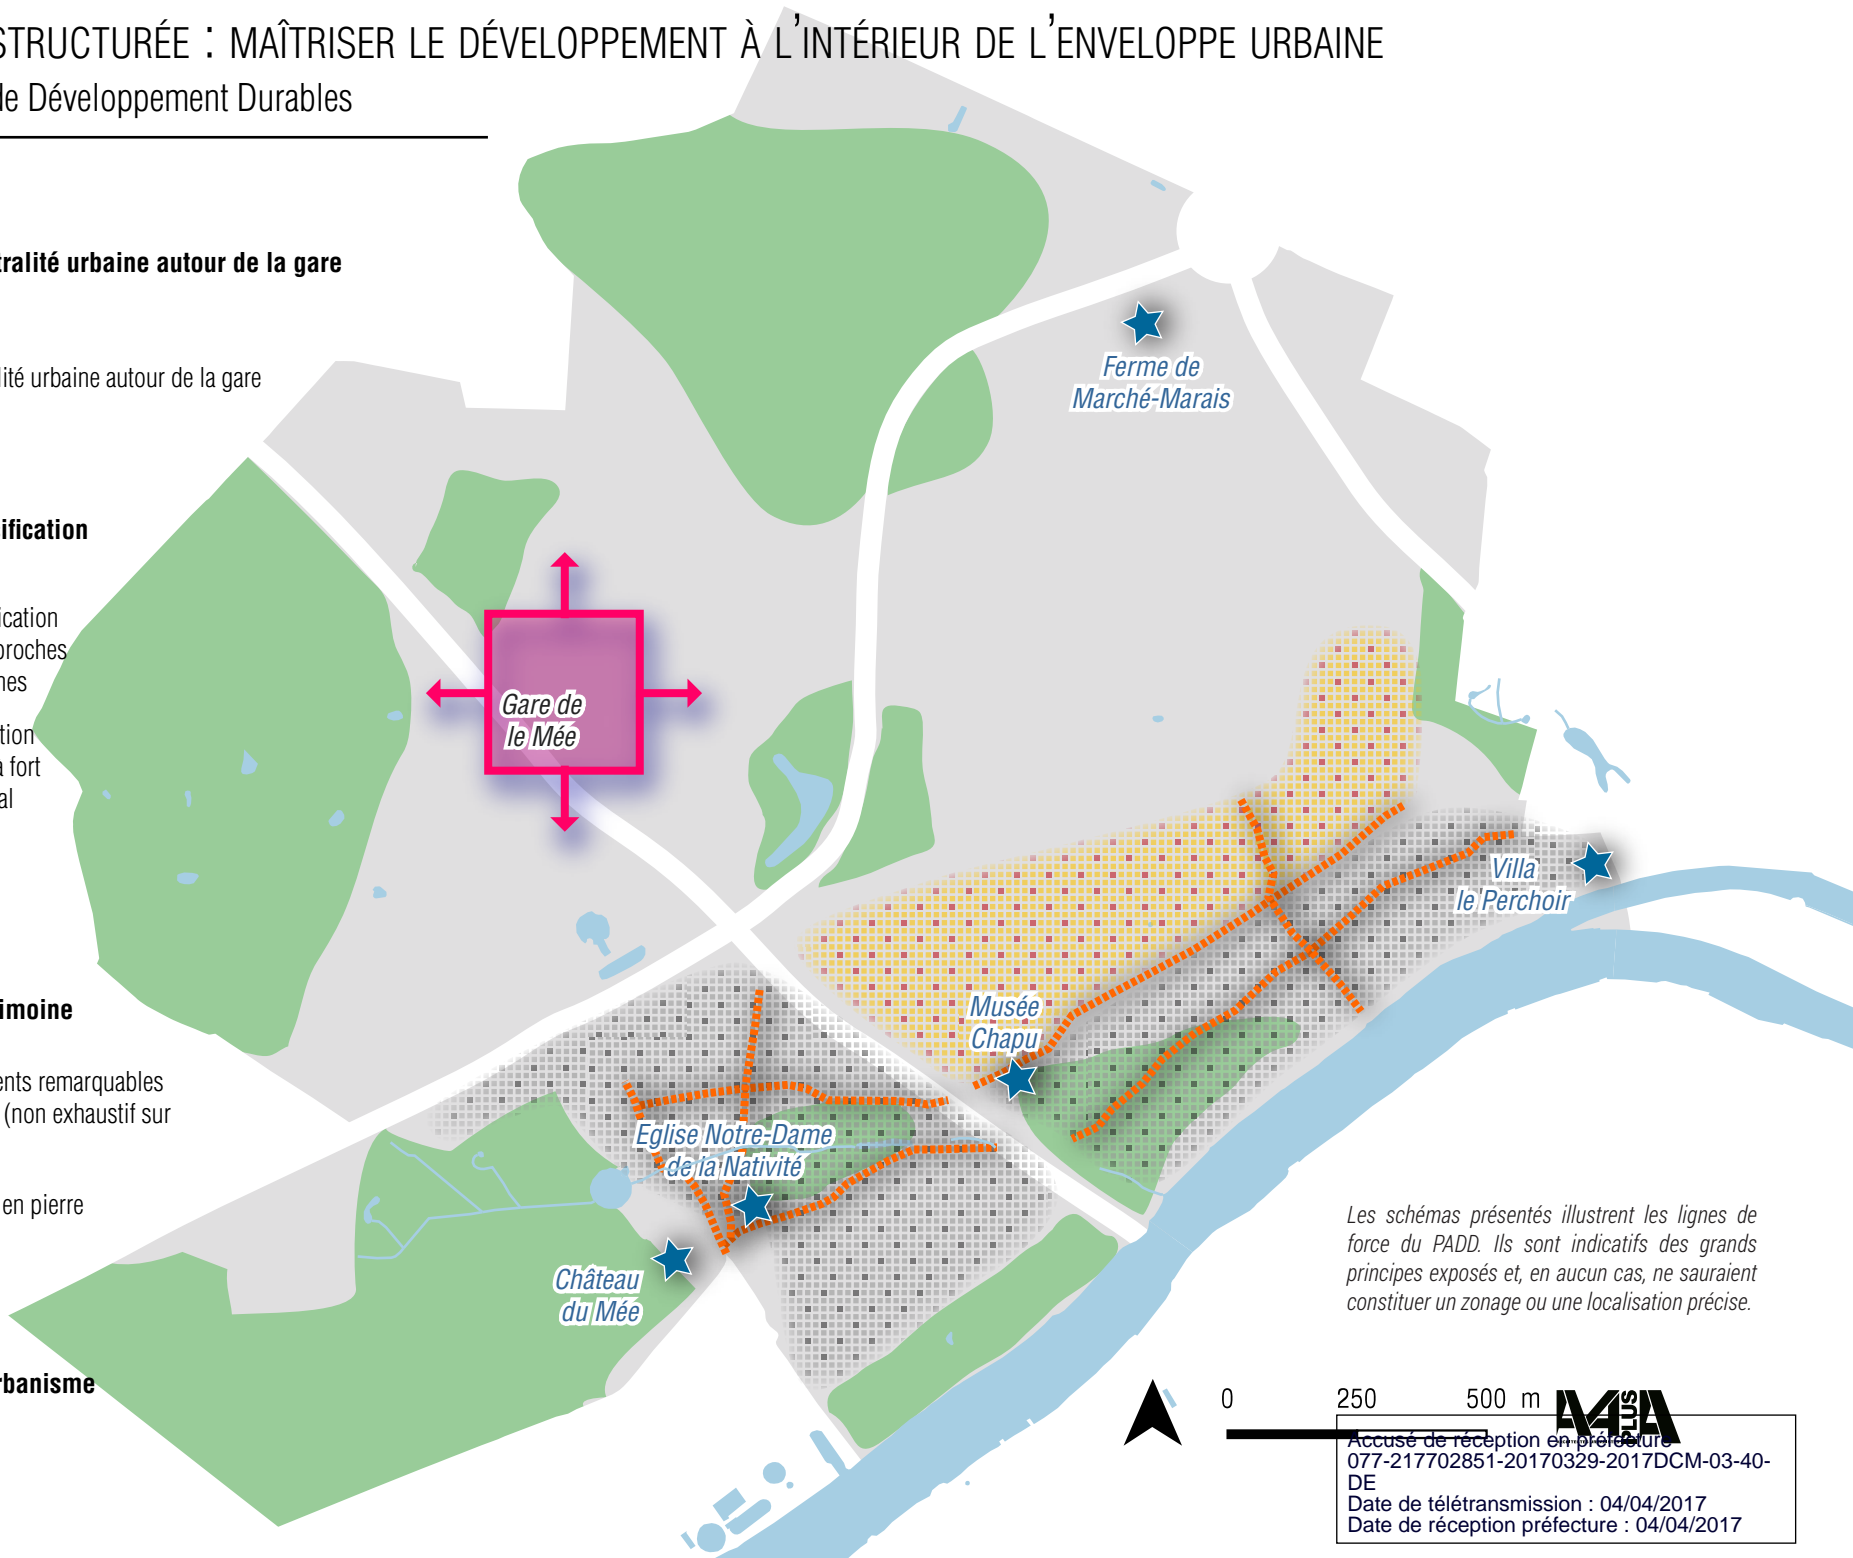 STRUCTURÉE : MAÎTRISER LE DÉVELOPPEMENT À L'INTÉRIEUR DE L'ENVELOPPE URBAINE
de Développement Durables
tralité urbaine autour de la gare
lité urbaine autour de la gare
sification
ication
proches
nes
tion
à fort
al
imoine
ents remarquables
(non exhaustif sur
en pierre
rbanisme
Ferme de
Marché-Marais
Gare de
le Mée
Villa
le Perchoir
Musée
Chapu
Eglise Notre-Dame
de la Nativité
Château
du Mée
Les schémas présentés illustrent les lignes de
force du PADD. Ils sont indicatifs des grands
principes exposés et, en aucun cas, ne sauraient
constituer un zonage ou une localisation précise.
0 250 500 m
PLUS
Accusé de réception en préfecture
077-217702851-20170329-2017DCM-03-40-
DE
Date de télétransmission : 04/04/2017
Date de réception préfecture : 04/04/2017